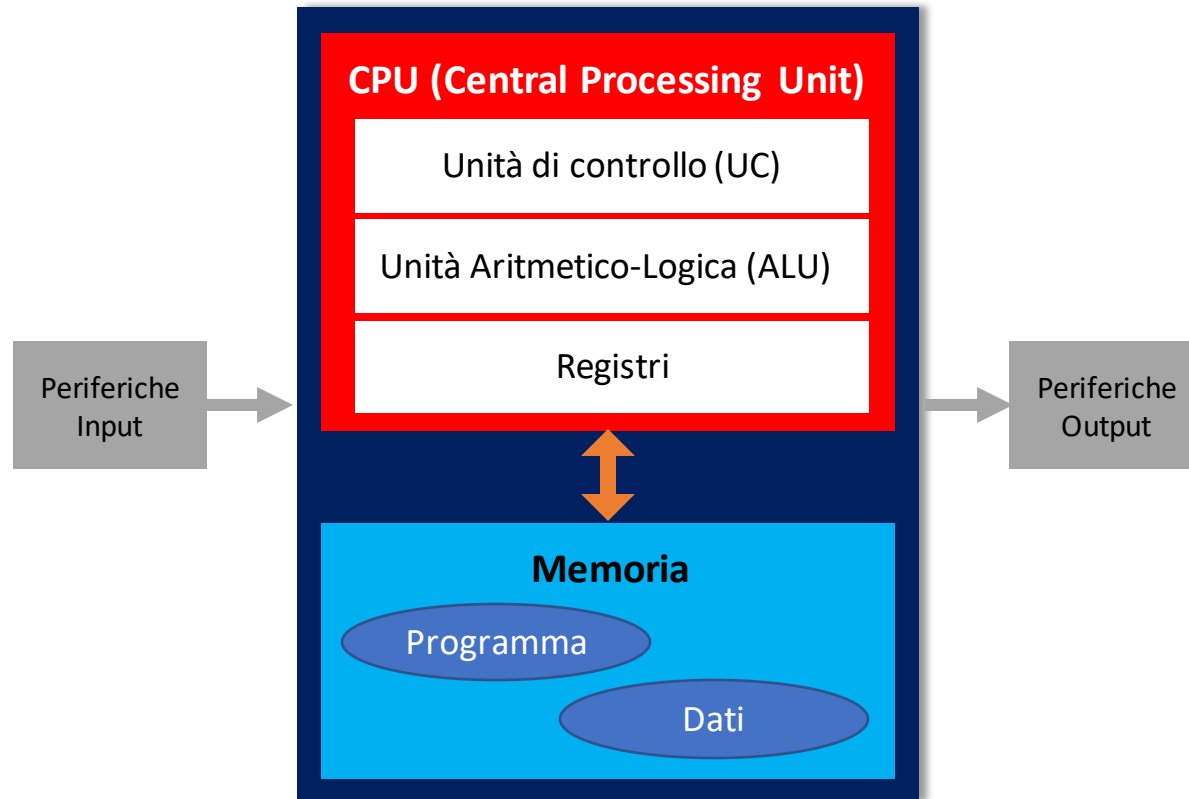 CPU (Central Processing Unit)
Unità di controllo (UC)
Unità Aritmetico-Logica (ALU)
Registri
Periferiche
Input
Periferiche
Output
Memoria
Programma
Dati